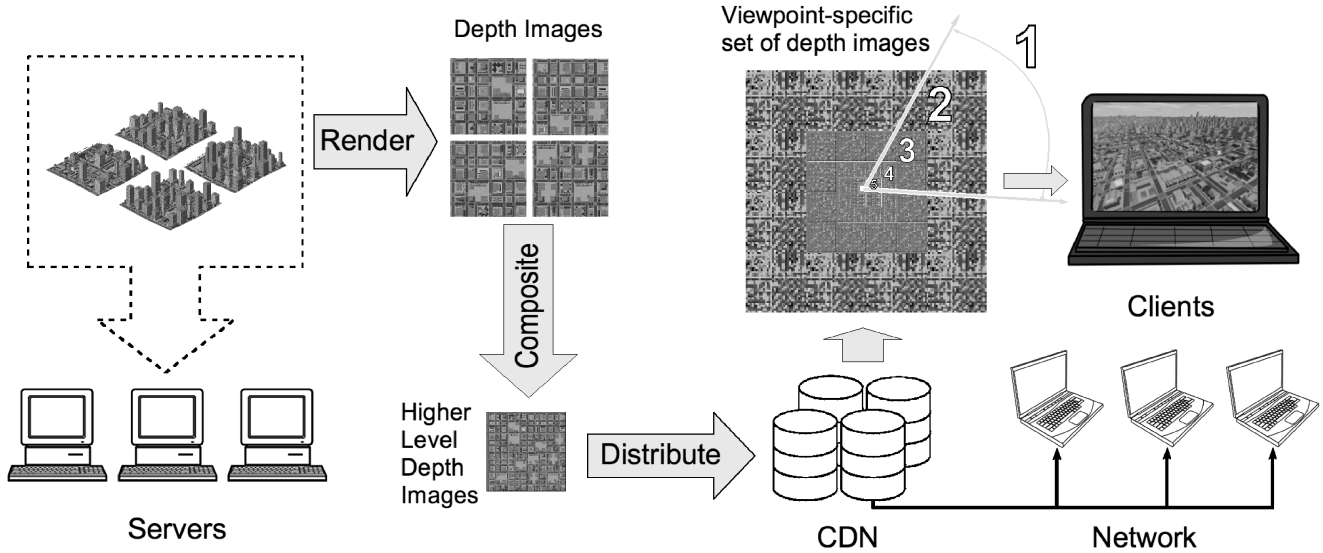 Depth Images
Render
Composite
Higher
Level
Depth
Images
Distribute
Servers
Viewpoint-specific
set of depth images
1
2
3
4
5
Clients
CDN
Network